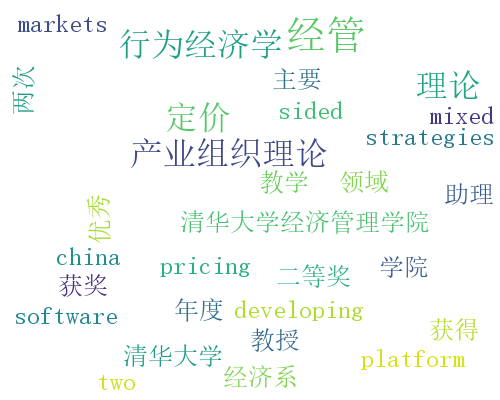 markets
行为经济学
经管
两次
主要
理论
定价
sided
mixed
strategies
产业组织理论
教学
领域
助理
优秀
清华大学经济管理学院
china
pricing
二等奖
学院
获奖
年度
developing
software
教授
获得
清华大学
platform
two
经济系